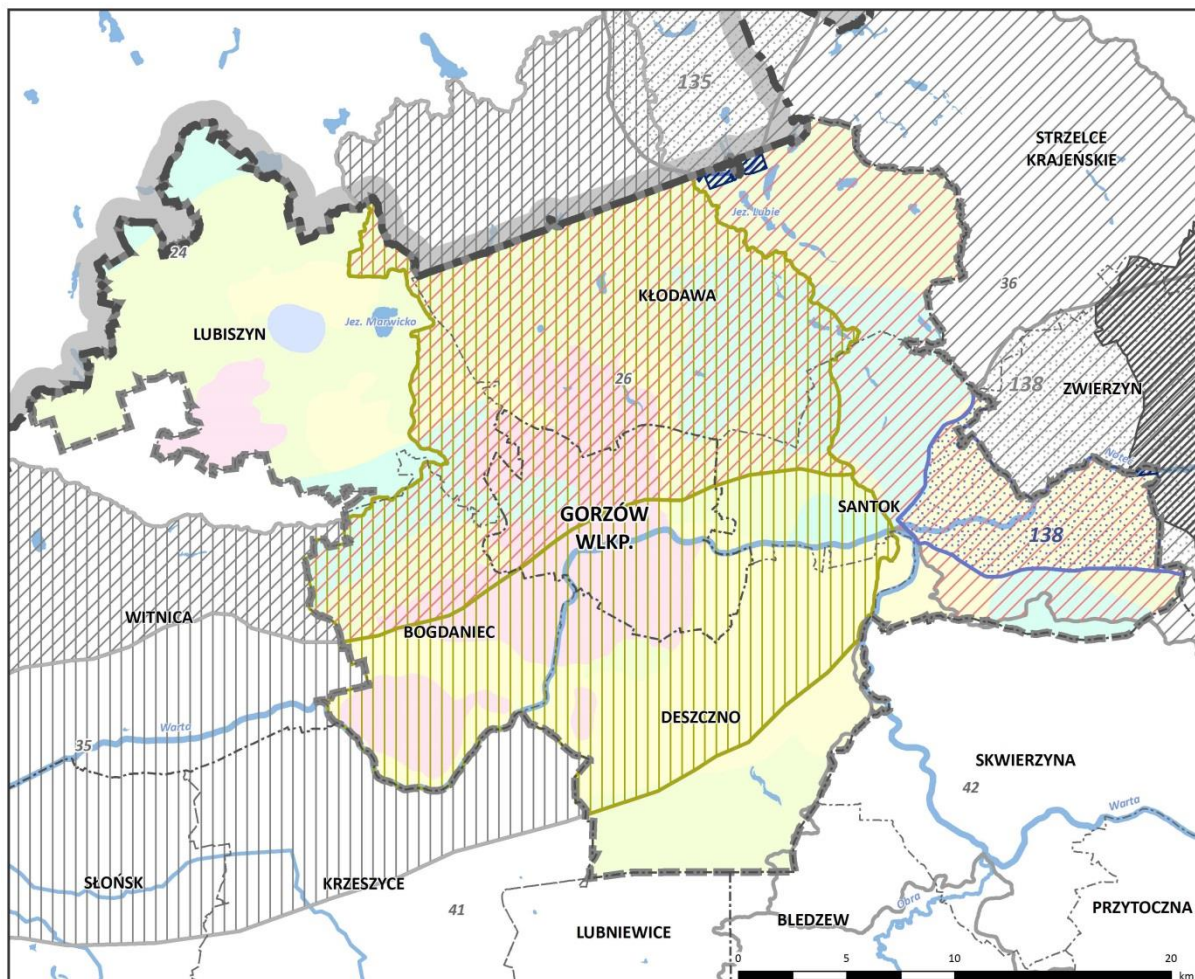 135
STRZELCE
KRAJEŃSKIE
Jez. Lubie
24
36
KŁODAWA
LUBISZYN
Jez. Marwicko
26
138
ZWIERZYN
Noteć
SANTOK
GORZÓW
WLKP.
138
WITNICA
BOGDANIEC
Warta
DESZCZNO
35
SKWIERZYNA
42
Warta
SŁOŃSK
KRZESZYCE
41
LUBNIEWICE
BLEDZEW
Obra
PRZYTOCZNA
0 5 10 20
km